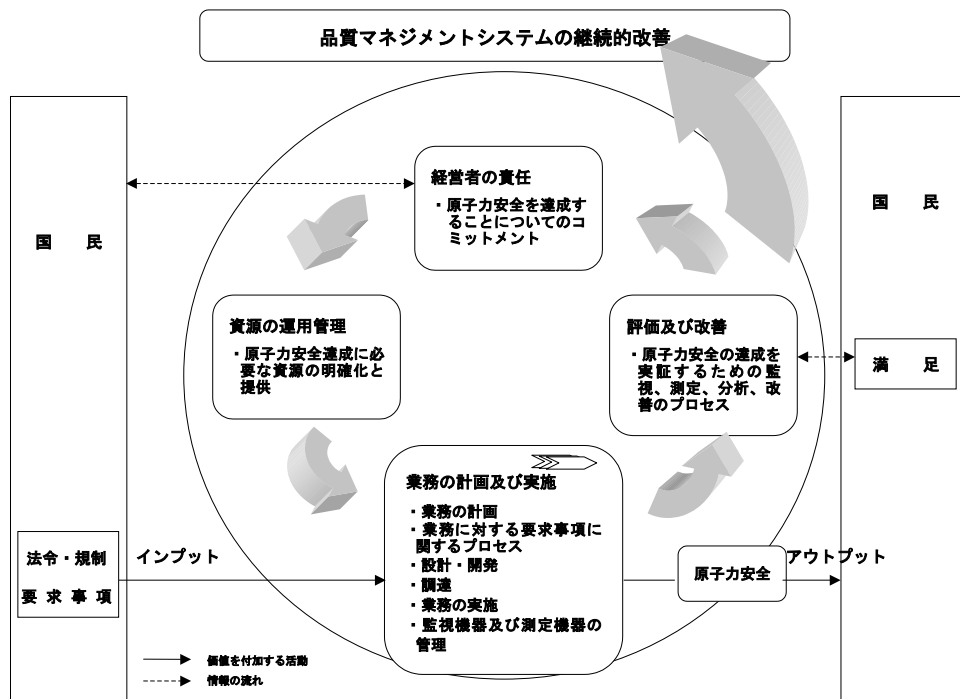 品質マネジメントシステムの継続的改善
国 民
経営者の責任
・原子力安全を達成す
ることについてのコ
ミットメント
国 民
資源の運用管理
・原子力安全達成に必
要な資源の明確化と
提供
評価及び改善
・原子力安全の達成を
実証するための監
視、測定、分析、改
善のプロセス
満 足
業務の計画及び実施
・業務の計画
・業務に対する要求事項に
関するプロセス
・設計・開発
・調達
・業務の実施
・監視機器及び測定機器の
管理
法令・規制
要 求 事 項
インプット
原子力安全
アウトプット
価値を付加する活動
情報の流れ